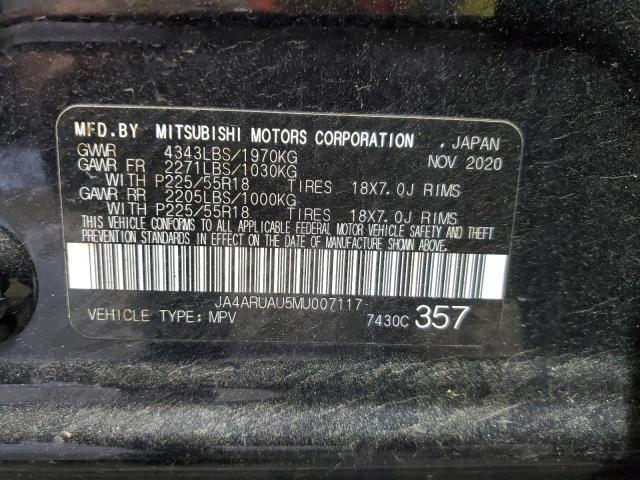 MFD.BY MITSUBISHI MOTORS CORPORATION , JAPAN
GVWR 4343LBS/1970KG NOV 2020
GAWR FR 2271LBS/1030KG
WITH P225/55R18 TIRES 18X7.0J RIMS
GAWR RR 2205LBS/1000KG
WITH P225/55R18 TIRES 18X7.0J RIMS
THIS VEHICLE CONFORMS TO ALL APPLICABLE FEDERAL MOTOR VEHICLE SAFETY AND THEFT
PREVENTION STANDARDS IN EFFECT ON THE DATE OF MANUFACTURE SHOWN ABOVE.
JA4ARUAU5MU007117
VEHICLE TYPE: MPV 7430C 357